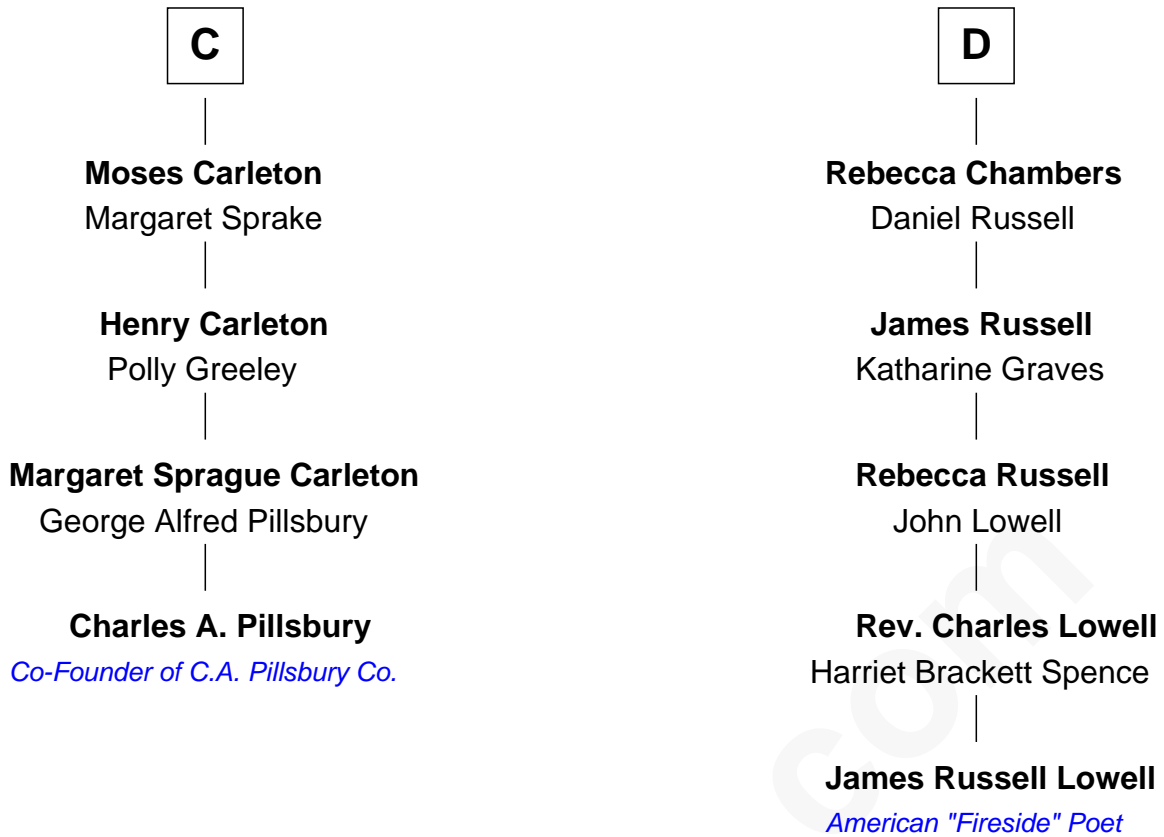 C
Moses Carleton
Margaret Sprake
Henry Carleton
Polly Greeley
Margaret Sprague Carleton
George Alfred Pillsbury
Charles A. Pillsbury
Co-Founder of C.A. Pillsbury Co.
D
Rebecca Chambers
Daniel Russell
James Russell
Katharine Graves
Rebecca Russell
John Lowell
Rev. Charles Lowell
Harriet Brackett Spence
James Russell Lowell
American "Fireside" Poet
com